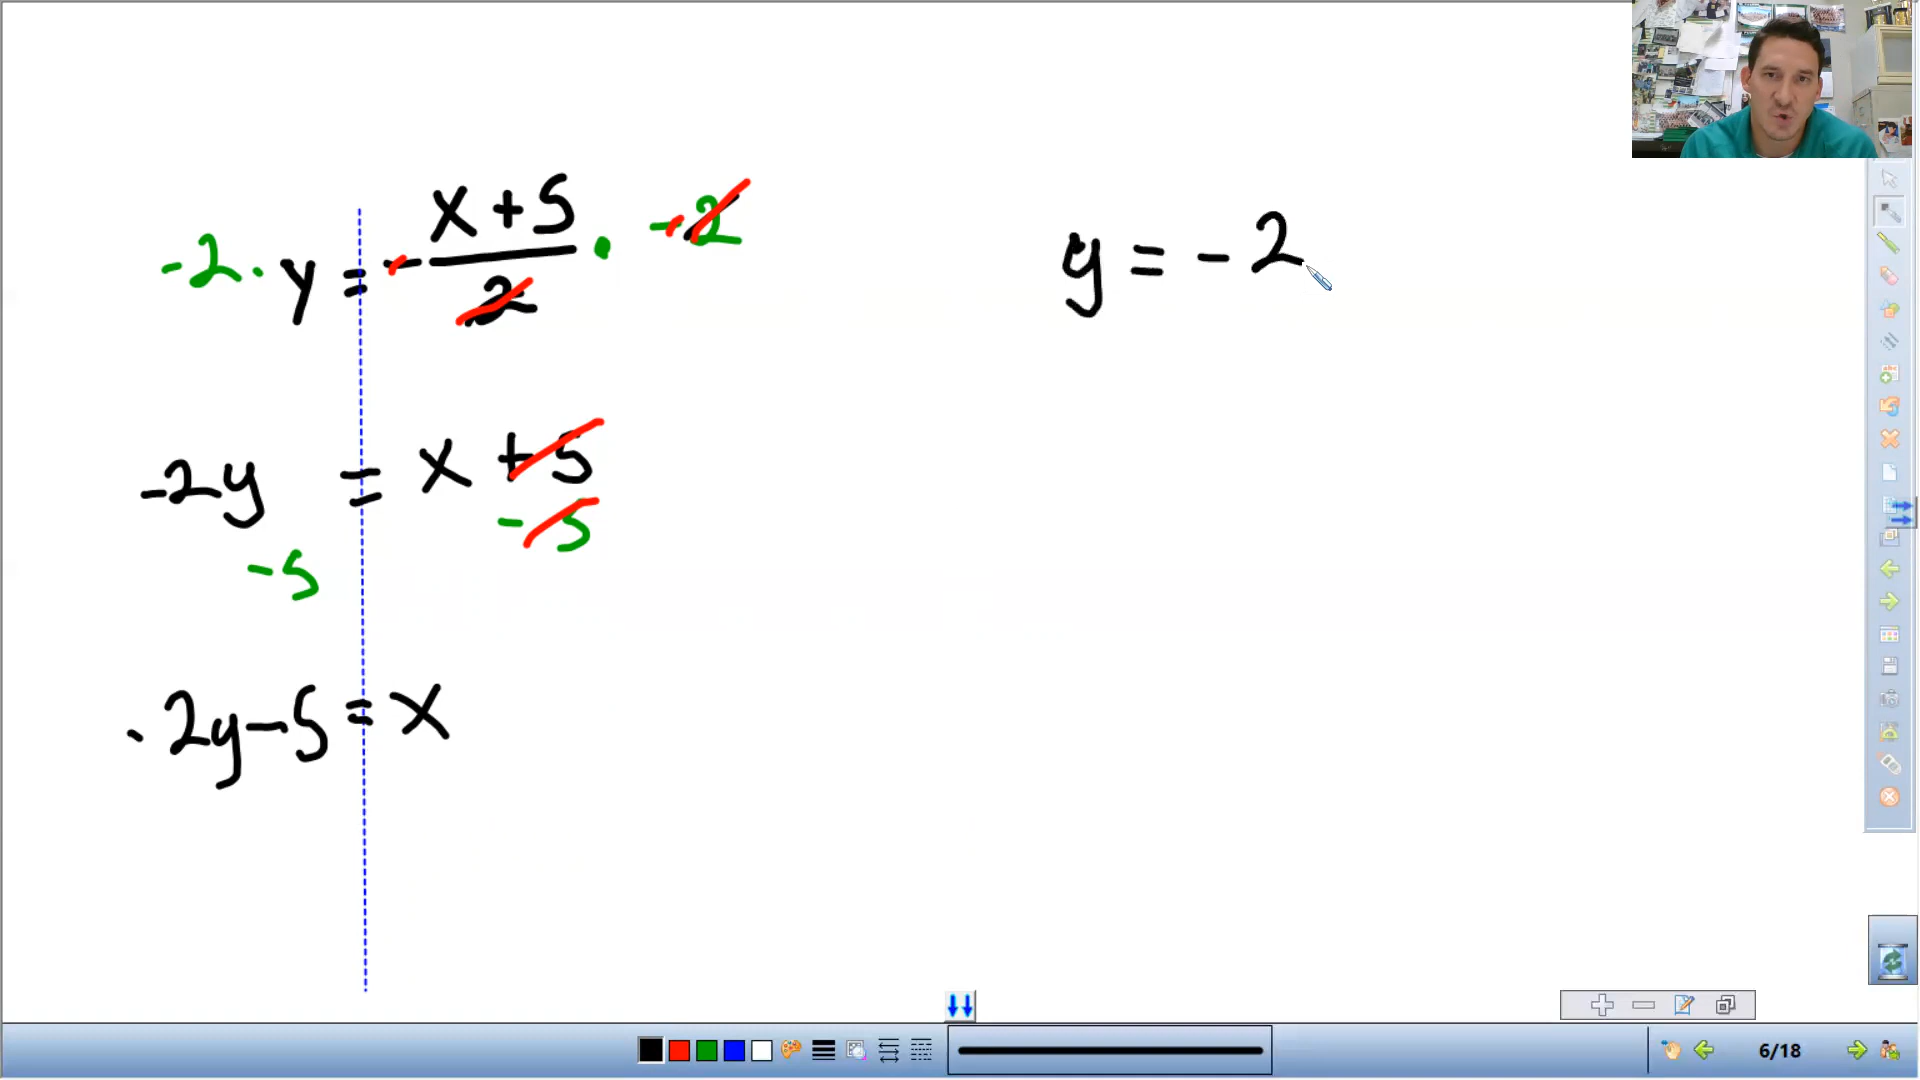 -2 · y = - x + 5 / 2 · -2
-2y = x + 5
-5 - 5
-2y - 5 = x
y = - 2
6/18